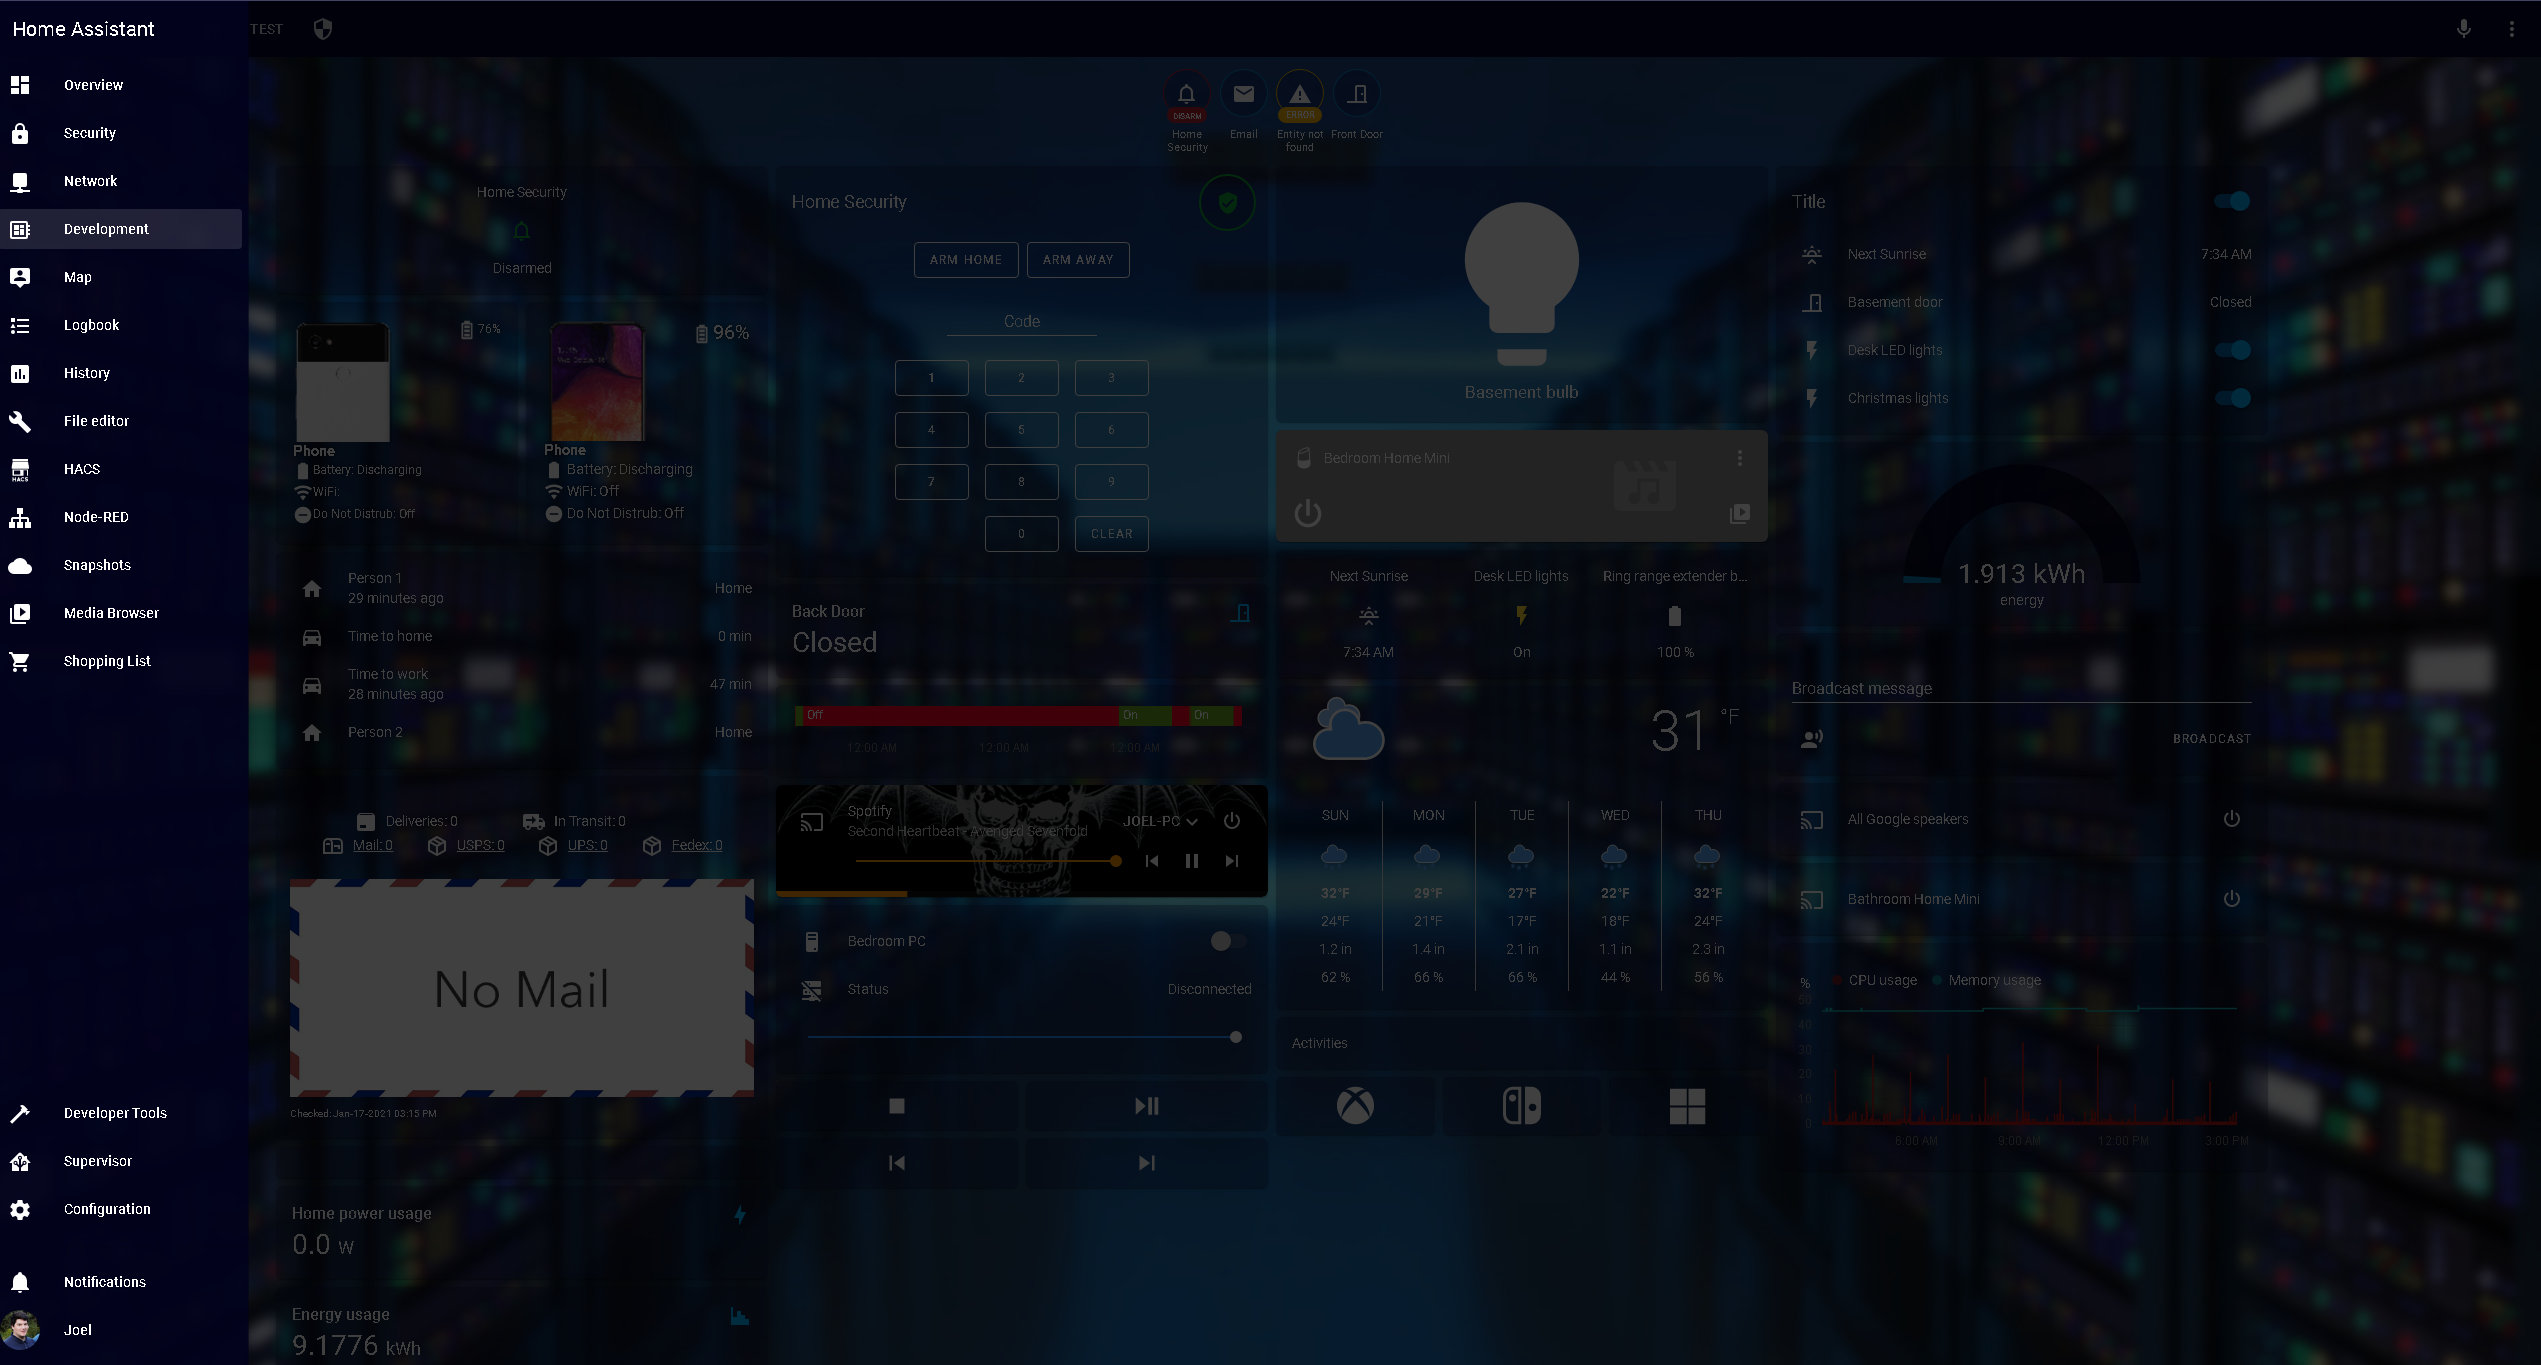 Home Assistant
Overview
Security
Network
Development
Map
Logbook
History
File editor
HACS
HACS
Node-RED
Snapshots
Media Browser
Shopping List
Developer Tools
Supervisor
Configuration
Notifications
Joel
TEST
DISARM
Home
Security
Email
ERROR
Entity not
found
Front Door
Home Security
Disarmed
76%
96%
Phone
Battery: Discharging
WiFi:
Do Not Distrub: Off
Phone
Battery: Discharging
WiFi: Off
Do Not Distrub: Off
Person 1
29 minutes ago
Home
Time to home
0 min
Time to work
28 minutes ago
47 min
Person 2
Home
Deliveries: 0
In Transit: 0
Mail: 0
USPS: 0
UPS: 0
Fedex: 0
No Mail
Checked: Jan-17-2021 03:15 PM
Home power usage
0.0 W
Energy usage
9.1776 kWh
Home Security
ARM HOME
ARM AWAY
Code
1 2 3
4 5 6
7 8 9
0 CLEAR
Back Door
Closed
Off On On
12:00 AM 12:00 AM 12:00 AM
Spotify
Second Heartbeat - Avenged Sevenfold
JOEL-PC
Bedroom PC
Status
Disconnected
Basement bulb
Bedroom Home Mini
Next Sunrise
Desk LED lights
Ring range extender b...
7:34 AM
On
100 %
31 °F
SUN MON TUE WED THU
32°F 29°F 27°F 22°F 32°F
24°F 21°F 17°F 18°F 24°F
1.2 in 1.4 in 2.1 in 1.1 in 2.3 in
62 % 66 % 66 % 44 % 56 %
Activities
Title
Next Sunrise
7:34 AM
Basement door
Closed
Desk LED lights
Christmas lights
1.913 kWh
energy
Broadcast message
BROADCAST
All Google speakers
Bathroom Home Mini
%
CPU usage
Memory usage
50
40
30
20
10
0
6:00 AM 9:00 AM 12:00 PM 3:00 PM